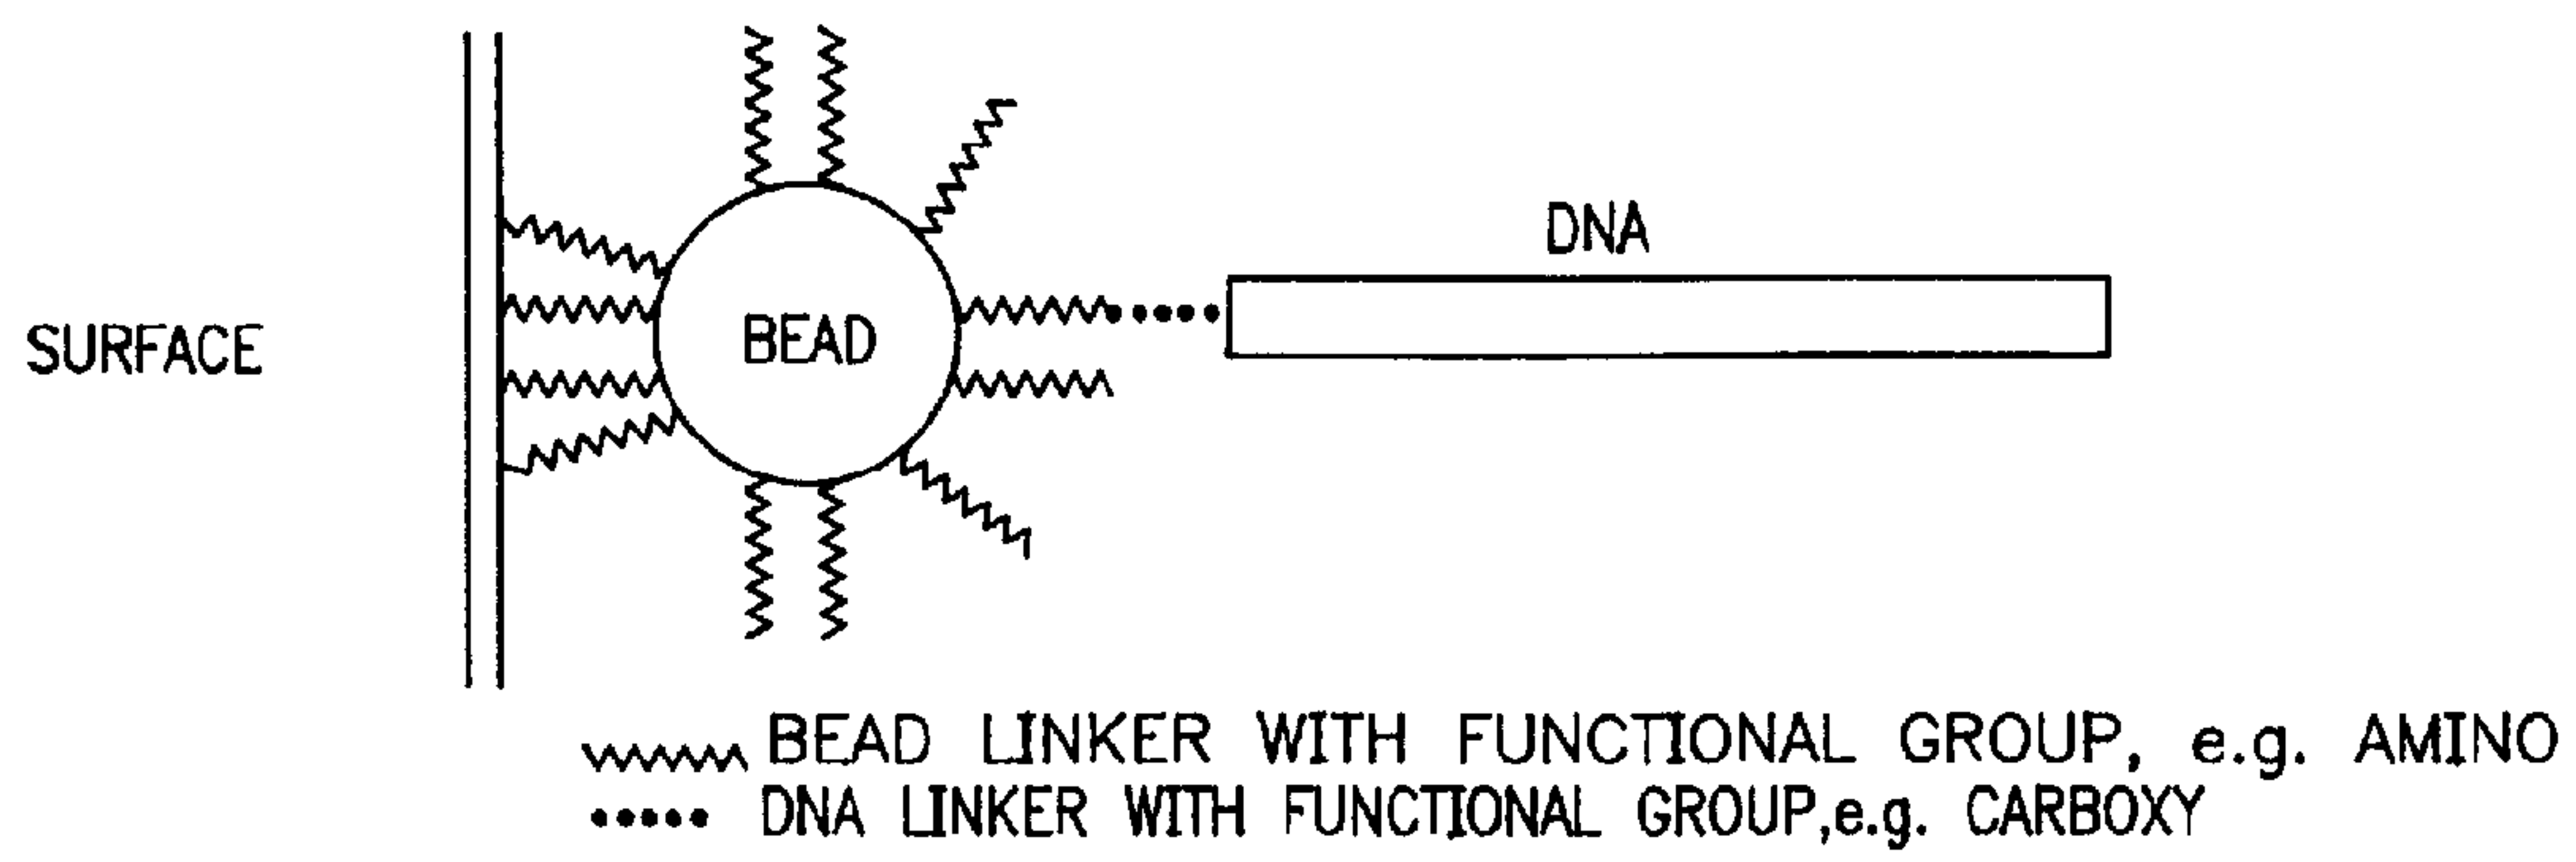 DNA
SURFACE
BEAD
BEAD LINKER WITH FUNCTIONAL GROUP, e.g. AMINO
DNA LINKER WITH FUNCTIONAL GROUP,e.g. CARBOXY